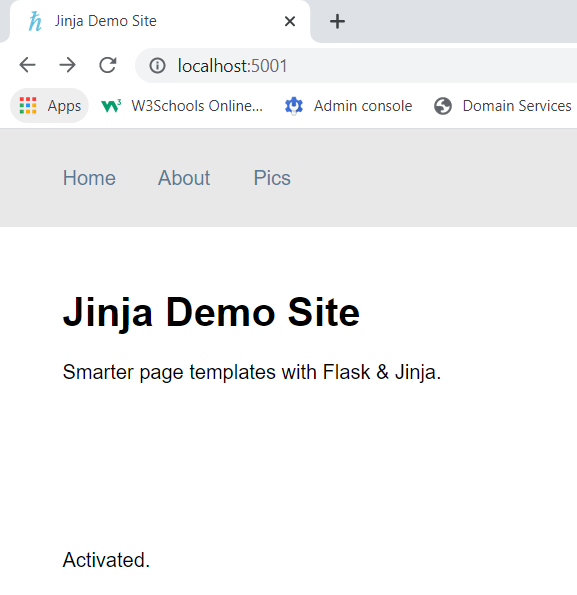 Jinja Demo Site
localhost:5001
Apps W3Schools Online... Admin console Domain Services
Home About Pics
Jinja Demo Site
Smarter page templates with Flask & Jinja.
Activated.